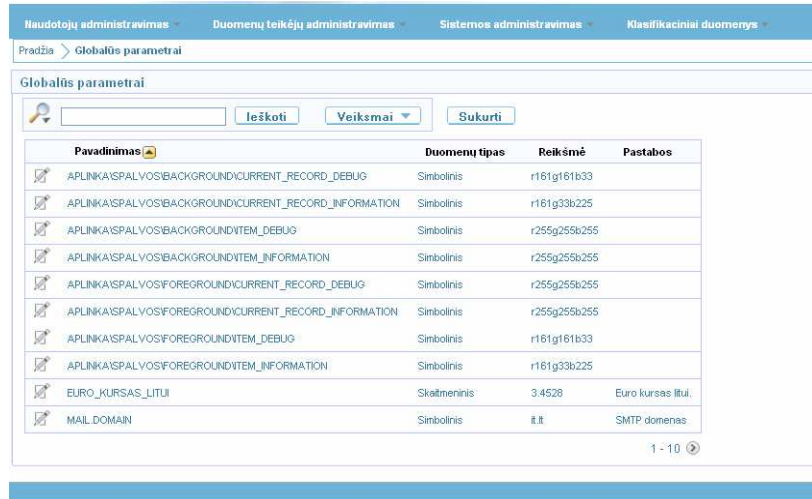 Naudotojų administravimas Duomenų teikėjų administravimas Sistemos administravimas Klasifikaciniai duomenys
Pradžia Globalūs parametrai
Globalūs parametrai
Ieškoti Veiksmai Sukurti
Pavadinimas Duomenų tipas Reikšmė Pastabos
APLINKA\SPALVOS\BACKGROUND\CURRENT_RECORD_DEBUG Simbolinis r161g161b33
APLINKA\SPALVOS\BACKGROUND\CURRENT_RECORD_INFORMATION Simbolinis r161g33b225
APLINKA\SPALVOS\BACKGROUND\ITEM_DEBUG Simbolinis r255g255b255
APLINKA\SPALVOS\BACKGROUND\ITEM_INFORMATION Simbolinis r255g255b255
APLINKA\SPALVOS\FOREGROUND\CURRENT_RECORD_DEBUG Simbolinis r255g255b255
APLINKA\SPALVOS\FOREGROUND\CURRENT_RECORD_INFORMATION Simbolinis r255g255b255
APLINKA\SPALVOS\FOREGROUND\ITEM_DEBUG Simbolinis r161g161b33
APLINKA\SPALVOS\FOREGROUND\ITEM_INFORMATION Simbolinis r161g33b225
EURO_KURSAS_LITUI Skaitmeninis 3.4528 Euro kursas litui.
MAIL.DOMAIN Simbolinis it.lt SMTP domenas
1 - 10